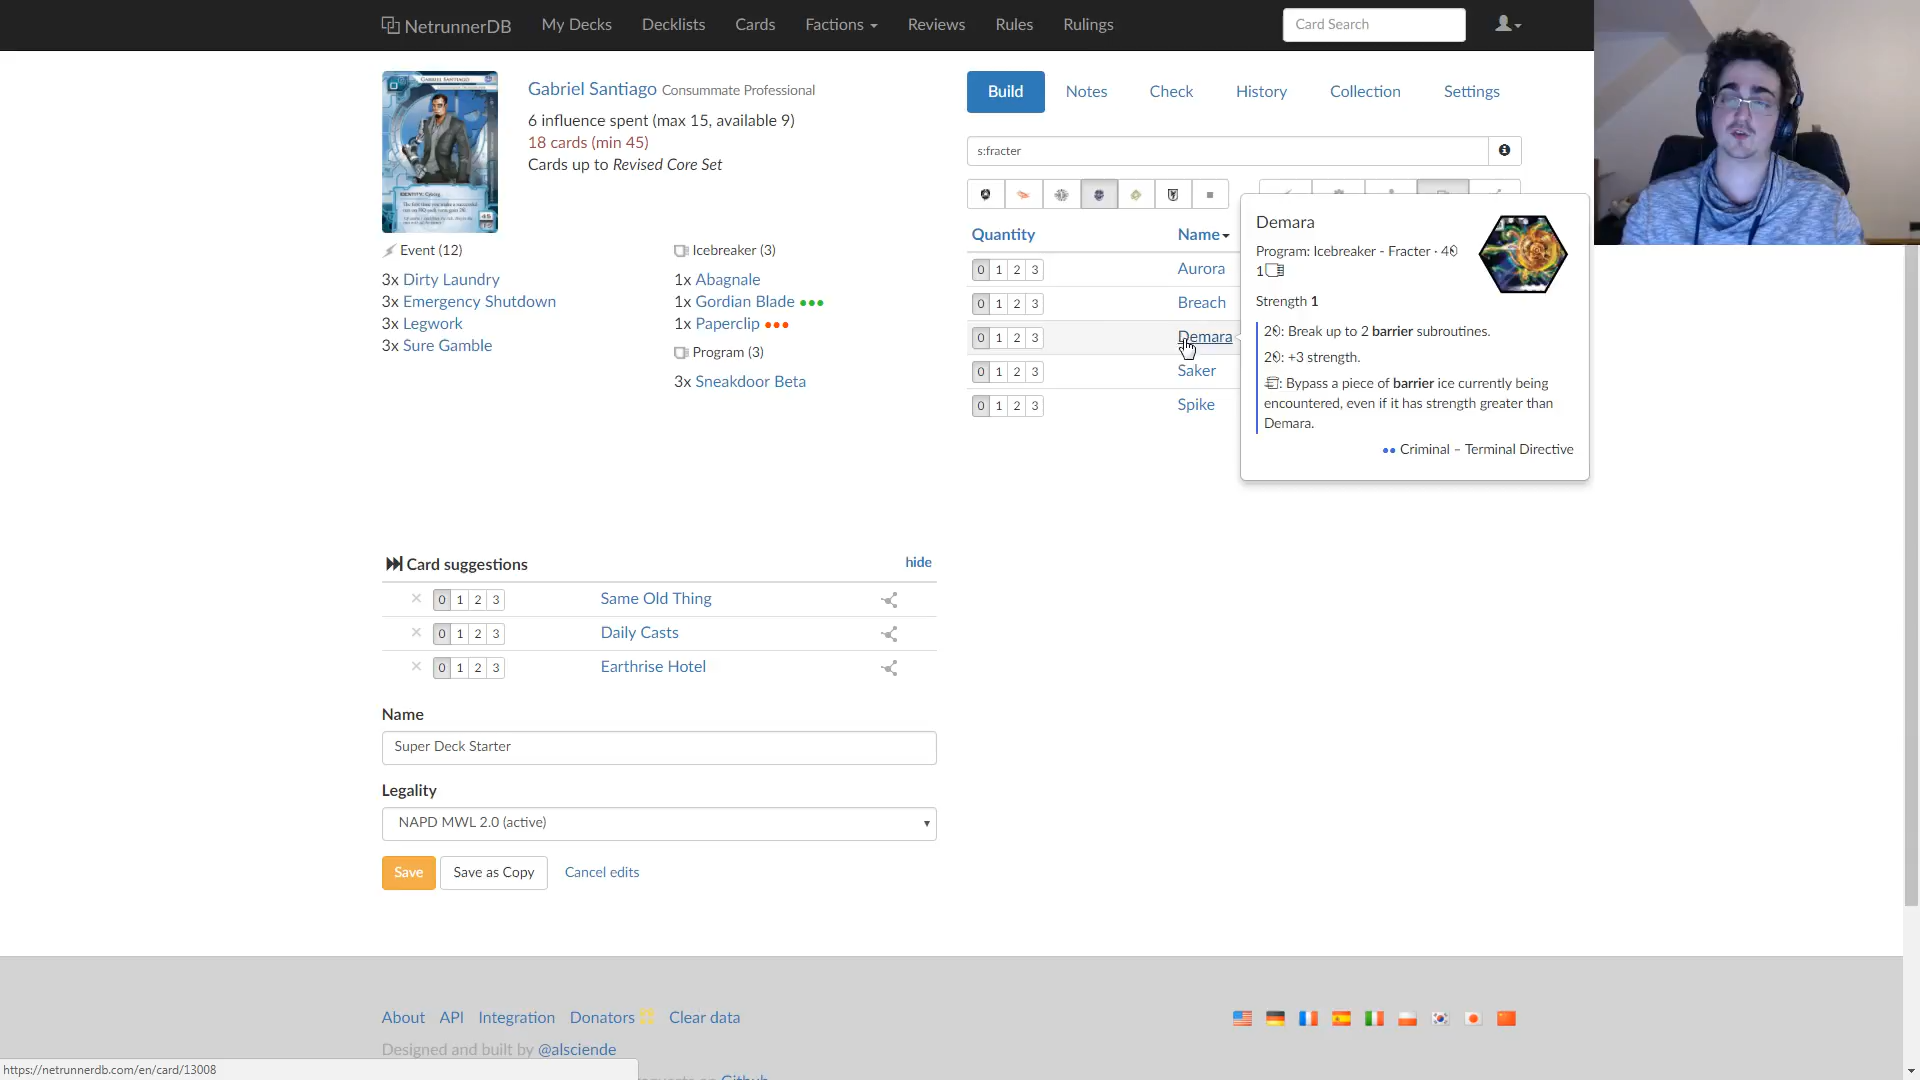 NetrunnerDB
My Decks
Decklists
Cards
Factions
Reviews
Rules
Rulings
Card Search
Gabriel Santiago Consummate Professional
6 influence spent (max 15, available 9)
18 cards (min 45)
Cards up to Revised Core Set
Event (12)
3x Dirty Laundry
3x Emergency Shutdown
3x Legwork
3x Sure Gamble
Icebreaker (3)
1x Abagnale
1x Gordian Blade
1x Paperclip
Program (3)
3x Sneakdoor Beta
Card suggestions
hide
0 1 2 3 Same Old Thing
0 1 2 3 Daily Casts
0 1 2 3 Earthrise Hotel
Name
Super Deck Starter
Legality
NAPD MWL 2.0 (active)
Save
Save as Copy
Cancel edits
Build
Notes
Check
History
Collection
Settings
s:fracter
Quantity
Name
0 1 2 3 Aurora
0 1 2 3 Breach
0 1 2 3 Demara
0 1 2 3 Saker
0 1 2 3 Spike
Demara
Program: Icebreaker - Fracter · 4
1
Strength 1
2: Break up to 2 barrier subroutines.
2: +3 strength.
: Bypass a piece of barrier ice currently being
encountered, even if it has strength greater than
Demara.
Criminal – Terminal Directive
About
API
Integration
Donators
Clear data
Designed and built by @alsciende
https://netrunnerdb.com/en/card/13008